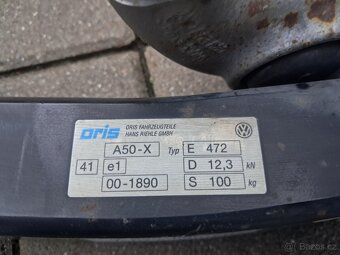 oris
ORIS FAHRZEUGTEILE
HANS RIEHLE GMBH
A50-X Typ E 472
41 e1 D 12,3 kN
00-1890 S 100 kg
Bazoš.cz